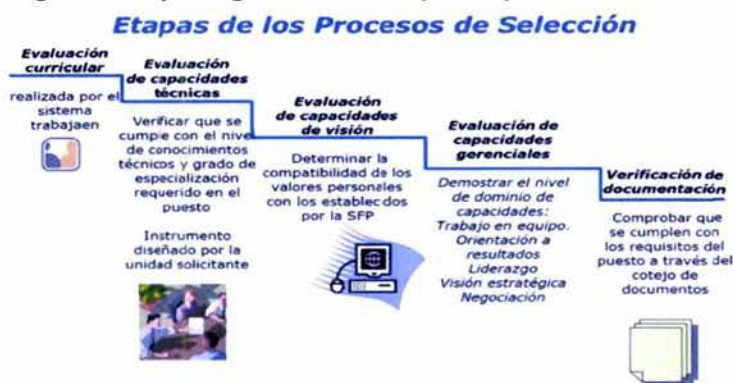 Etapas de los Procesos de Selección
Evaluación
curricular
realizada por el
sistema
trabajaen
Evaluación
de capacidades
técnicas
Verificar que se
cumple con el nivel
de conocimientos
técnicos y grado de
especialización
requerido en el
puesto
Instrumento
diseñado por la
unidad solicitante
Evaluación
de capacidades
de visión
Determinar la
compatibilidad de los
valores personales
con los establecidos
por la SFP
Evaluación de
capacidades
gerenciales
Demostrar el nivel
de dominio de
capacidades:
Trabajo en equipo.
Orientación a
resultados
Liderazgo
Visión estratégica
Negociación
Verificación de
documentación
Comprobar que
se cumplen con
los requisitos del
puesto a través del
cotejo de
documentos